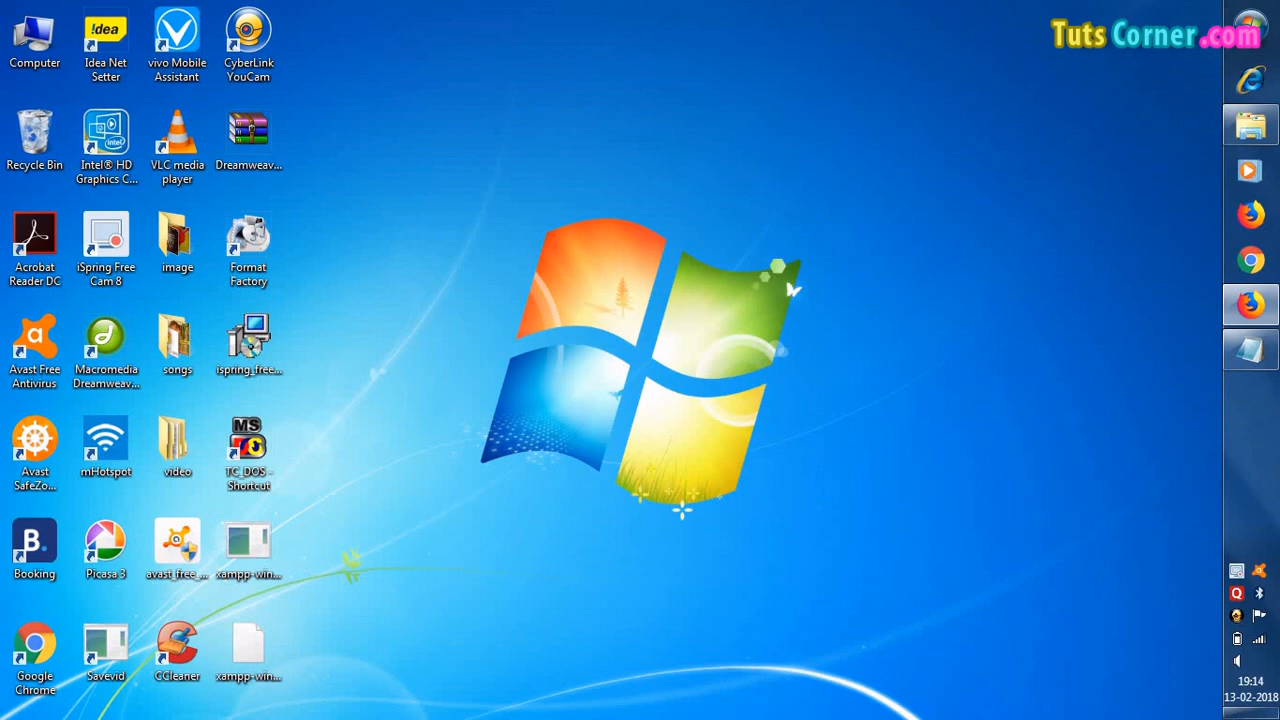 Tuts Corner.com
Computer
!dea
Idea Net
Setter
vivo Mobile
Assistant
CyberLink
YouCam
Recycle Bin
intel
Intel® HD
Graphics C...
VLC media
player
Dreamweav...
Acrobat
Reader DC
iSpring Free
Cam 8
image
Format
Factory
a
Avast Free
Antivirus
Macromedia
Dreamweav...
songs
ispring_free...
Avast
SafeZo...
mHotspot
video
MS
TC_DOS -
Shortcut
B.
Booking
Picasa 3
avast_free_...
xampp-win...
Google
Chrome
Savevid
CCleaner
xampp-win...
Q
19:14
13-02-2018